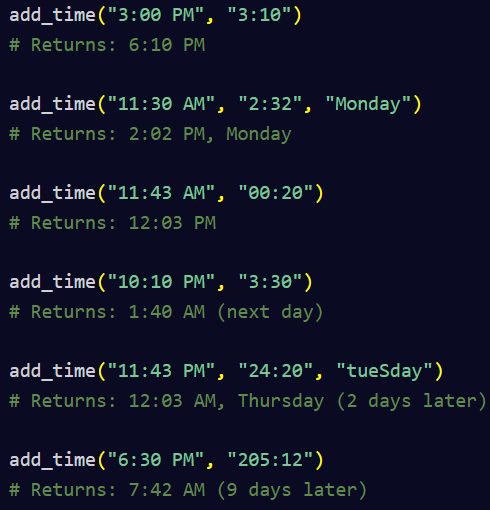 add_time("3:00 PM", "3:10")
# Returns: 6:10 PM
add_time("11:30 AM", "2:32", "Monday")
# Returns: 2:02 PM, Monday
add_time("11:43 AM", "00:20")
# Returns: 12:03 PM
add_time("10:10 PM", "3:30")
# Returns: 1:40 AM (next day)
add_time("11:43 PM", "24:20", "tueSday")
# Returns: 12:03 AM, Thursday (2 days later)
add_time("6:30 PM", "205:12")
# Returns: 7:42 AM (9 days later)